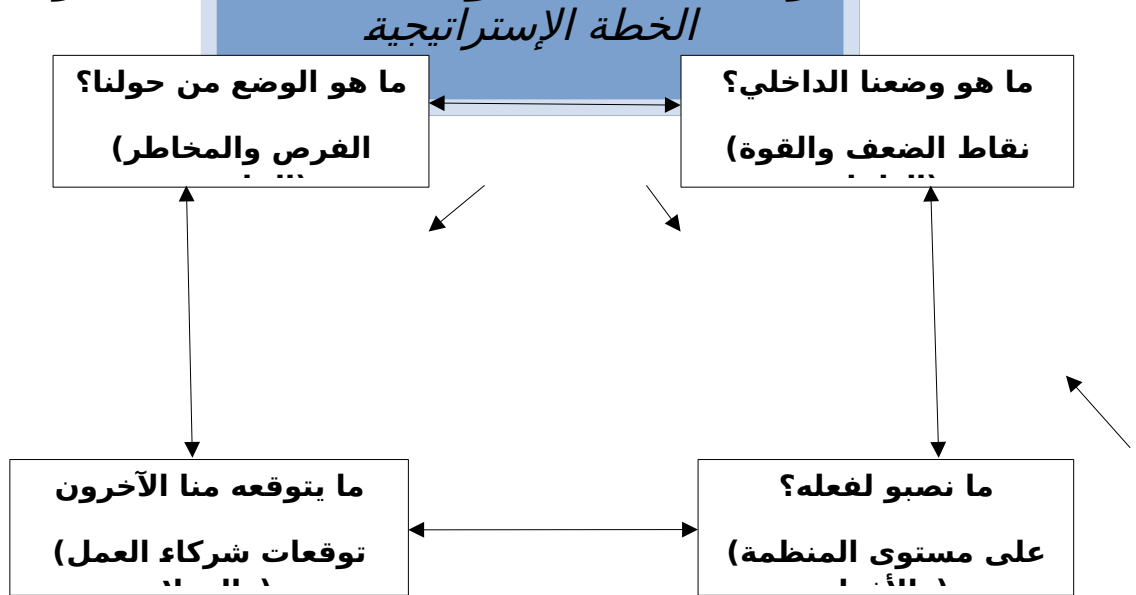 الخطة الإستراتيجية
ما هو وضعنا الداخلي؟
(نقاط الضعف والقوة
ما هو الوضع من حولنا؟
(الفرص والمخاطر
ما نصبو لفعله؟
(على مستوى المنظمة
ما يتوقعه منا الآخرون
(توقعات شركاء العمل